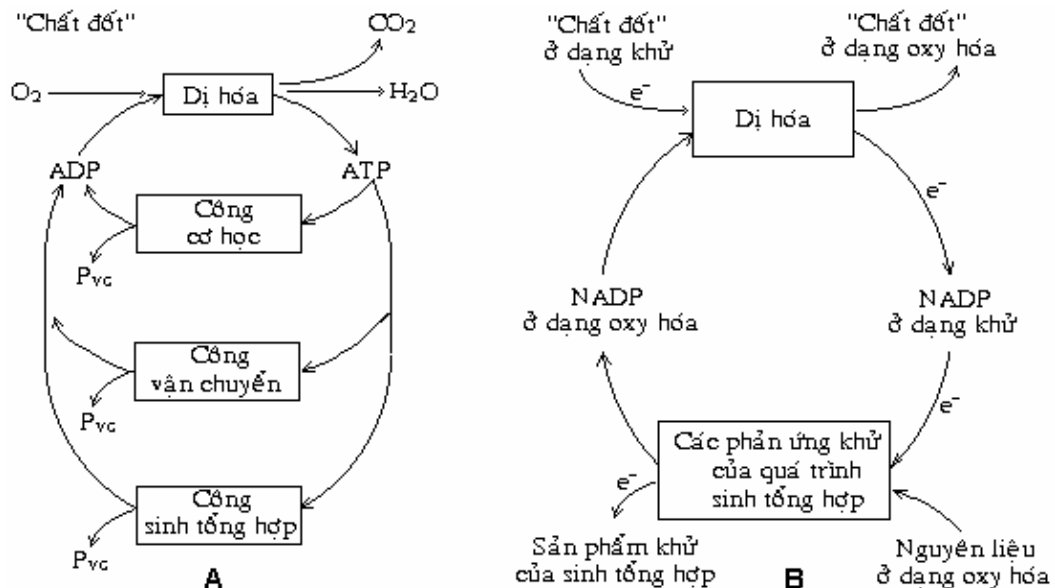 "Chất đốt"
CO₂
O₂
Dị hóa
H₂O
ADP
ATP
Công
cơ học
Pvc
Công
vận chuyển
Pvc
Công
sinh tổng hợp
Pvc
A
"Chất đốt"
ở dạng khử
"Chất đốt"
ở dạng oxy hóa
e⁻
Dị hóa
e⁻
NADP
ở dạng oxy hóa
NADP
ở dạng khử
e⁻
Các phản ứng khử
của quá trình
sinh tổng hợp
e⁻
Sản phẩm khử
của sinh tổng hợp
Nguyên liệu
ở dạng oxy hóa
B